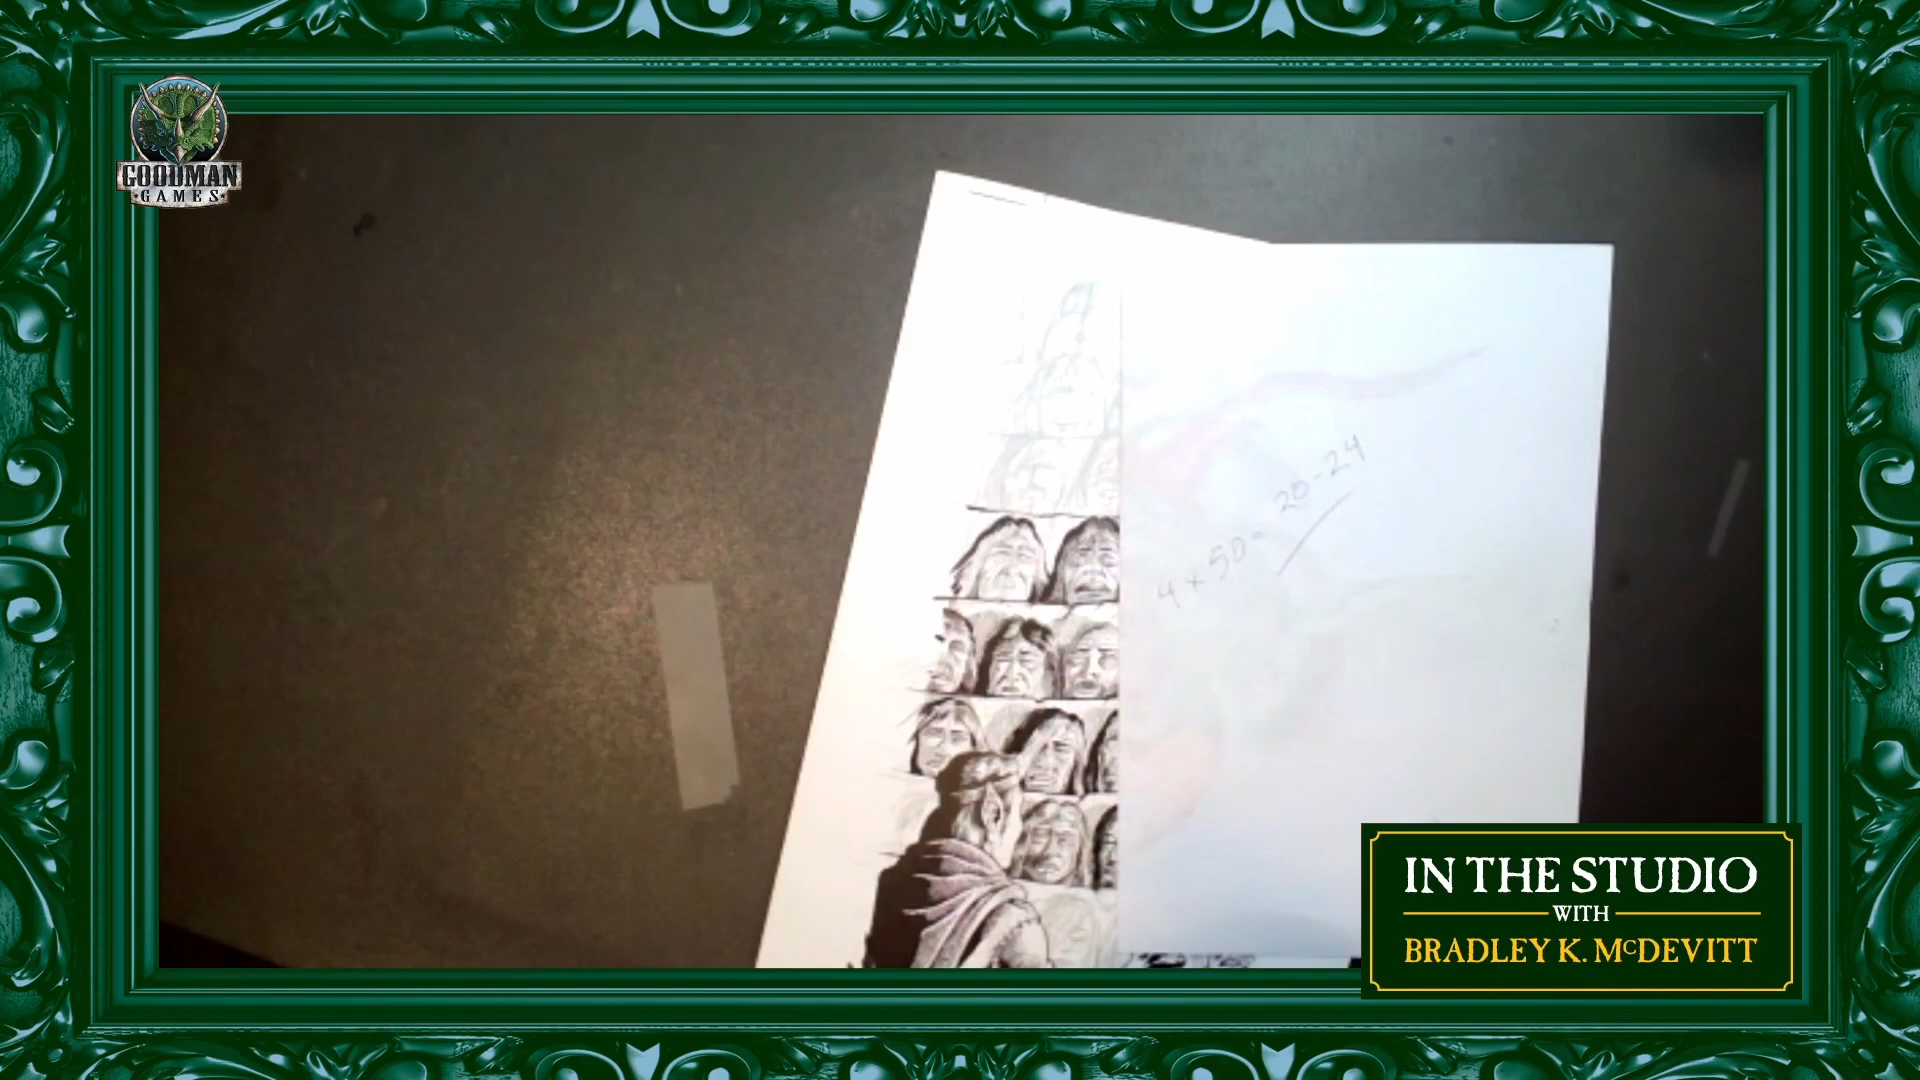 GOODMAN
GAMES
4 x 50 = 20-24
IN THE STUDIO
WITH
BRADLEY K. McDEVITT